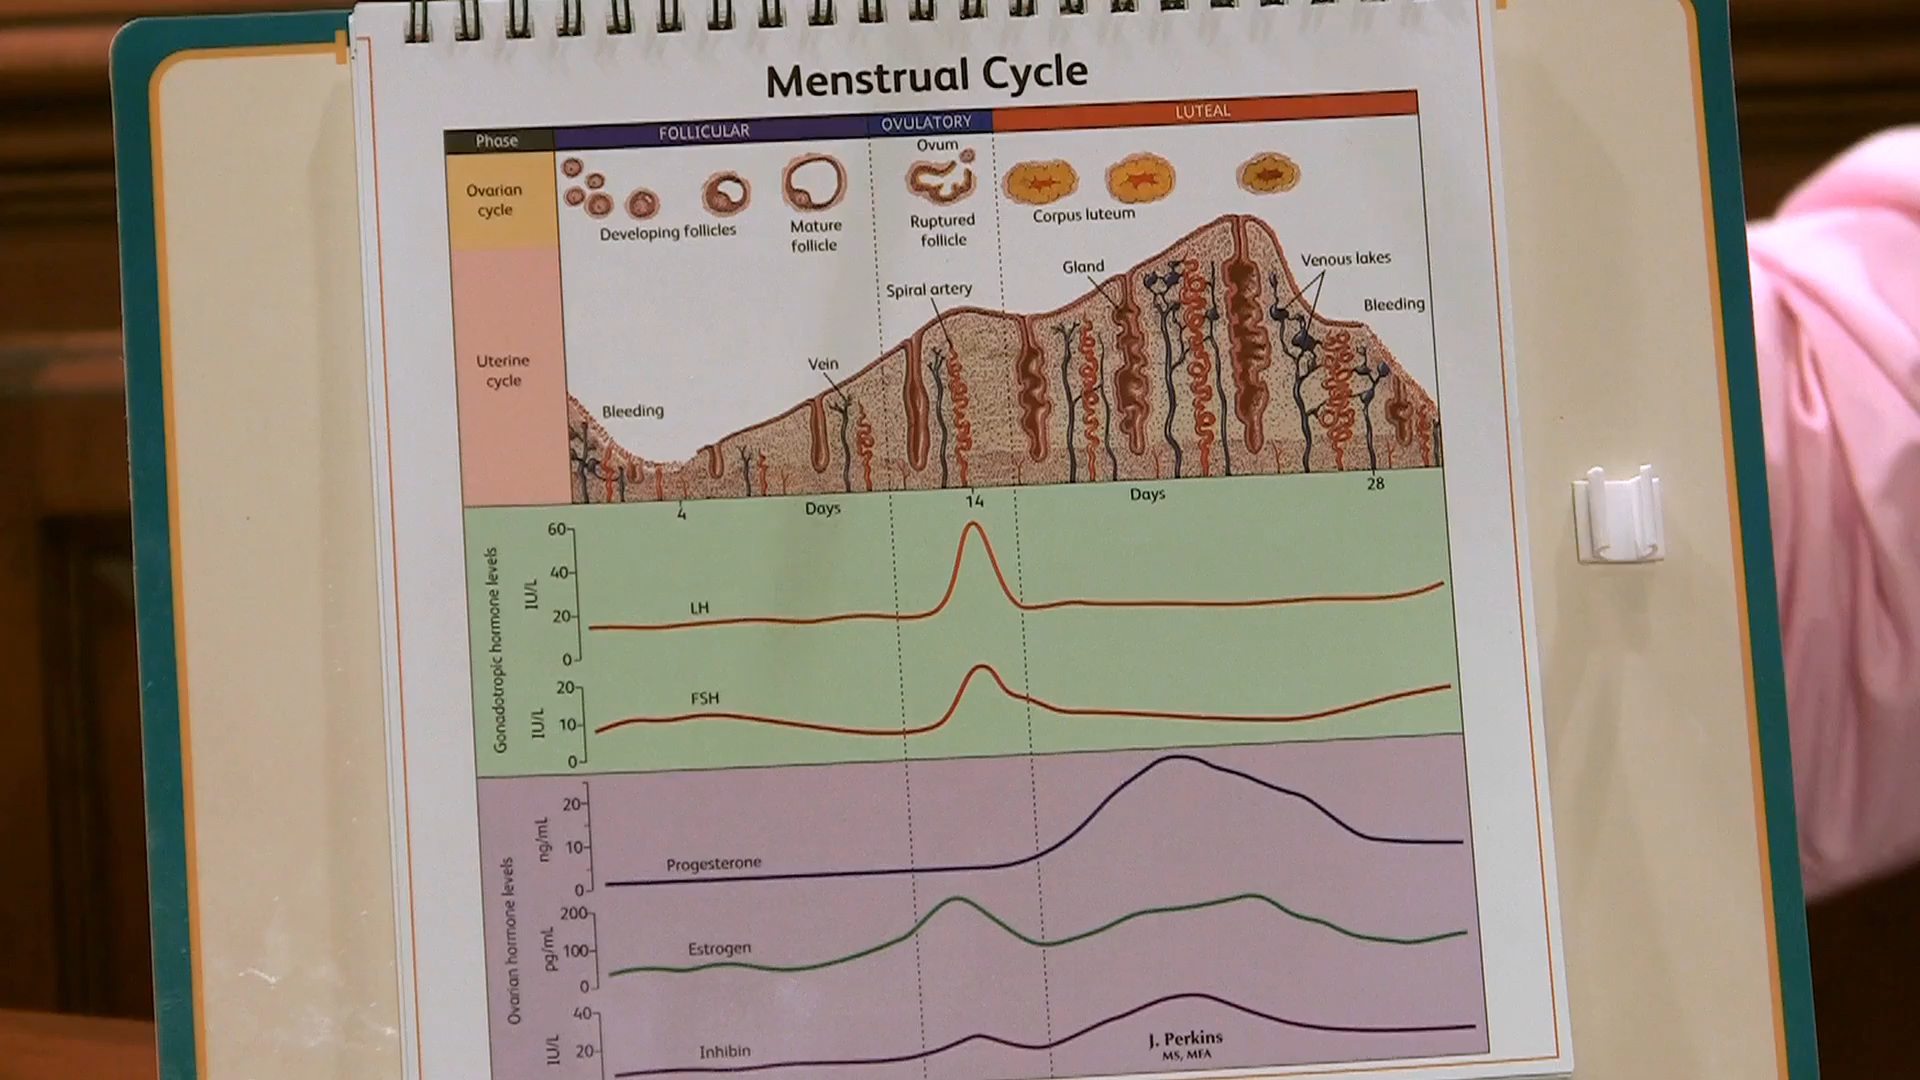 Menstrual Cycle
Phase
FOLLICULAR
OVULATORY
LUTEAL
Ovarian
cycle
Developing follicles
Mature
follicle
Ovum
Ruptured
follicle
Corpus luteum
Uterine
cycle
Bleeding
Vein
Spiral artery
Gland
Venous lakes
Bleeding
4
Days
14
Days
28
Gonadotropic hormone levels
IU/L
60
40
20
0
LH
IU/L
20
10
0
FSH
Ovarian hormone levels
ng/mL
20
10
0
Progesterone
pg/mL
200
100
0
Estrogen
IU/L
40
20
Inhibin
J. Perkins
MS, MFA